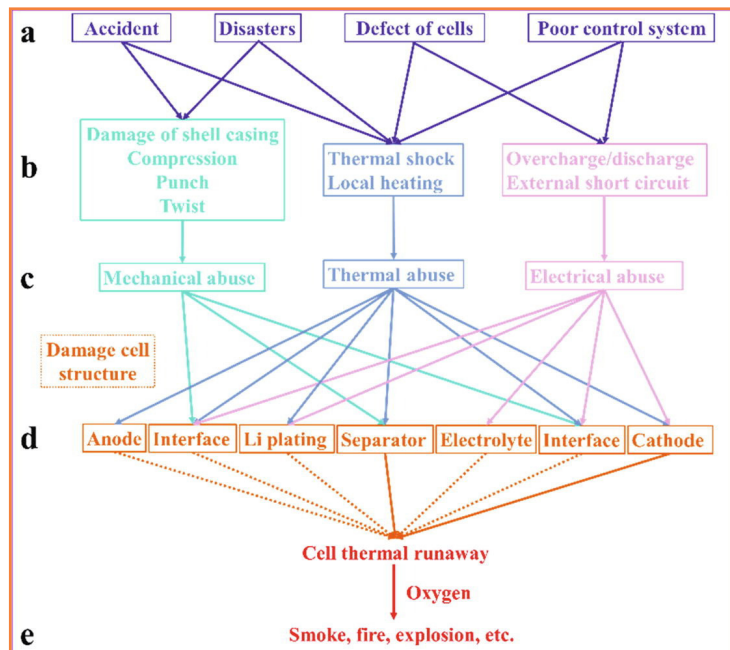 a
Accident
Disasters
Defect of cells
Poor control system
b
Damage of shell casing
Compression
Punch
Twist
Thermal shock
Local heating
Overcharge/discharge
External short circuit
c
Mechanical abuse
Thermal abuse
Electrical abuse
Damage cell
structure
d
Anode
Interface
Li plating
Separator
Electrolyte
Interface
Cathode
Cell thermal runaway
Oxygen
e
Smoke, fire, explosion, etc.